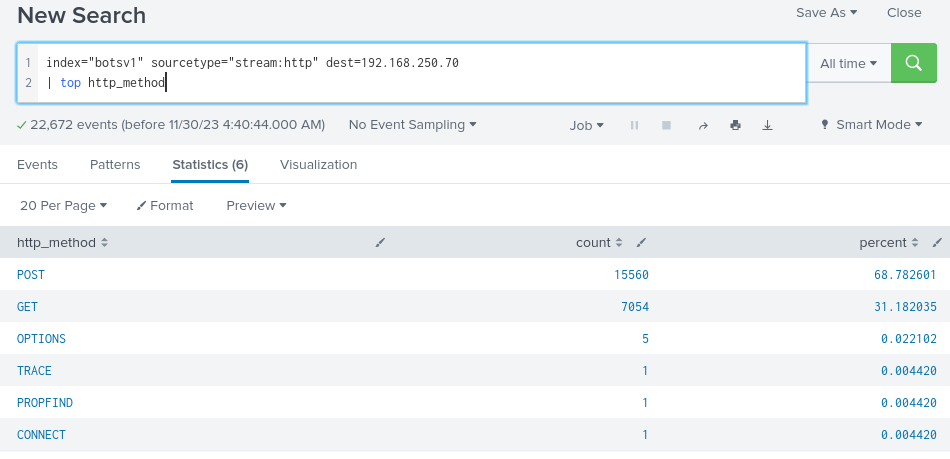 New Search
Save As Close
1 index="botsv1" sourcetype="stream:http" dest=192.168.250.70
2 | top http_method
All time
22,672 events (before 11/30/23 4:40:44.000 AM) No Event Sampling Job Smart Mode
Events Patterns Statistics (6) Visualization
20 Per Page Format Preview
http_method count percent
POST 15560 68.782601
GET 7054 31.182035
OPTIONS 5 0.022102
TRACE 1 0.004420
PROPFIND 1 0.004420
CONNECT 1 0.004420